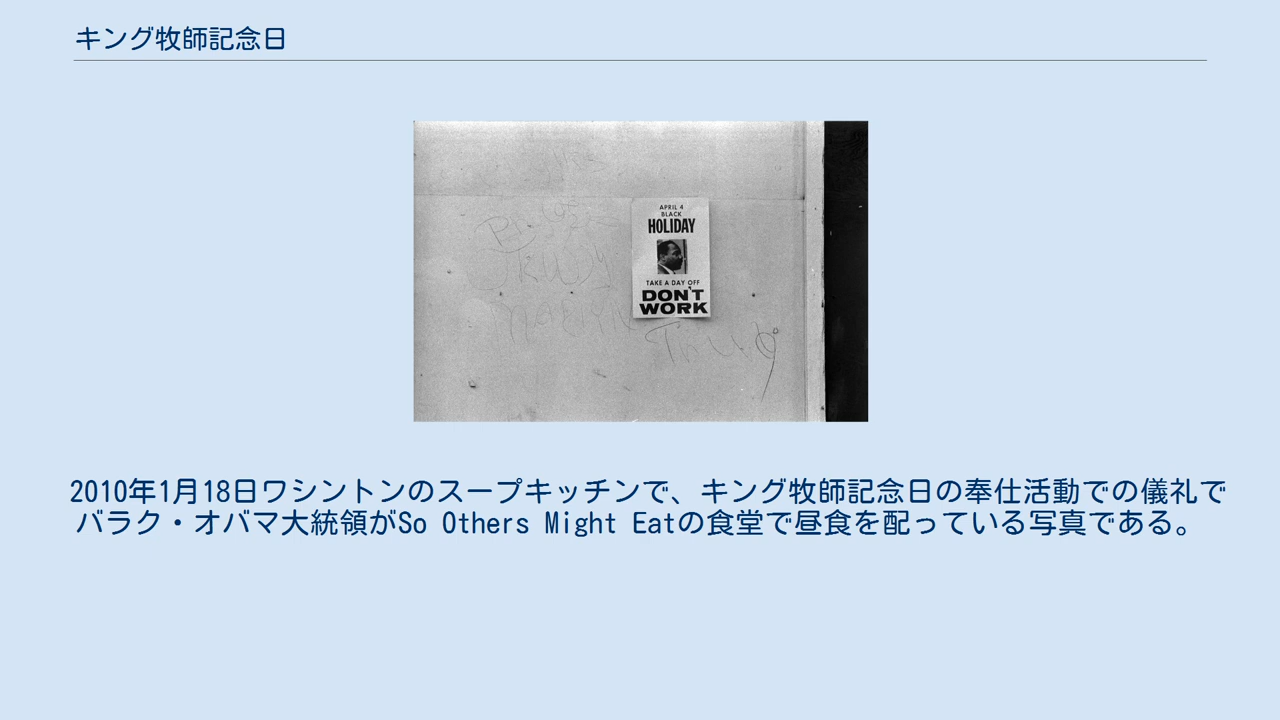 キング牧師記念日
APRIL 4
BLACK
HOLIDAY
TAKE A DAY OFF
DON'T
WORK
TRUDY
2010年1月18日ワシントンのスープキッチンで、キング牧師記念日の奉仕活動での儀礼で
バラク・オバマ大統領がSo Others Might Eatの食堂で昼食を配っている写真である。